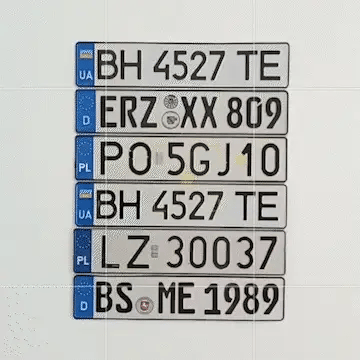 UA BH 4527 TE
D ERZ XX 809
PL PO 5GJ10
UA BH 4527 TE
PL LZ 30037
D BS ME 1989